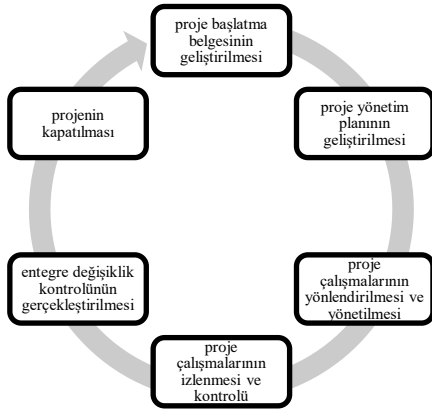 proje başlatma
belgesinin
geliştirilmesi
proje yönetim
planının
geliştirilmesi
proje
çalışmalarının
yönlendirilmesi ve
yönetilmesi
proje
çalışmalarının
izlenmesi ve
kontrolü
entegre değişiklik
kontrolünün
gerçekleştirilmesi
projenin
kapatılması